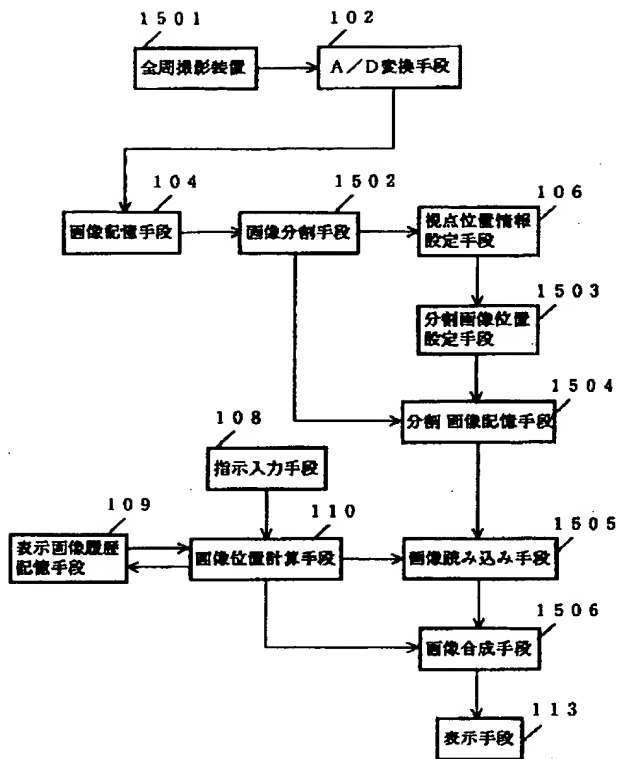 1501
102
全周撮影装置
A/D変換手段
104
1502
106
画像記憶手段
画像分割手段
視点位置情報
設定手段
1503
分割画像位置
設定手段
1504
分割画像記憶手段
108
指示入力手段
109
110
1505
表示画像履歴
記憶手段
画像位置計算手段
画像読み込み手段
1506
画像合成手段
113
表示手段